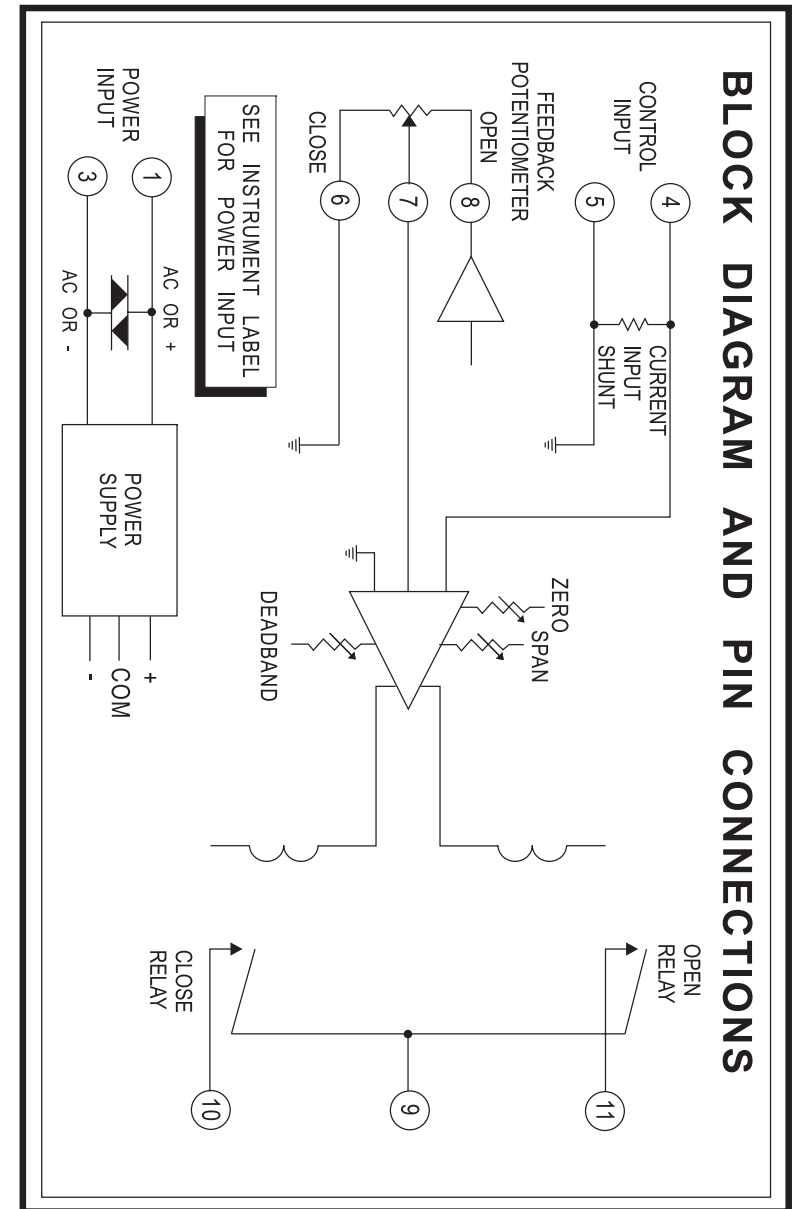 BLOCK DIAGRAM AND PIN CONNECTIONS
CONTROL
INPUT
4
5
CURRENT
INPUT
SHUNT
FEEDBACK
POTENTIOMETER
OPEN
8
7
CLOSE
6
ZERO
SPAN
DEADBAND
OPEN
RELAY
11
9
CLOSE
RELAY
10
SEE INSTRUMENT LABEL
FOR POWER INPUT
POWER
INPUT
1
AC OR +
3
AC OR -
POWER
SUPPLY
+
COM
-